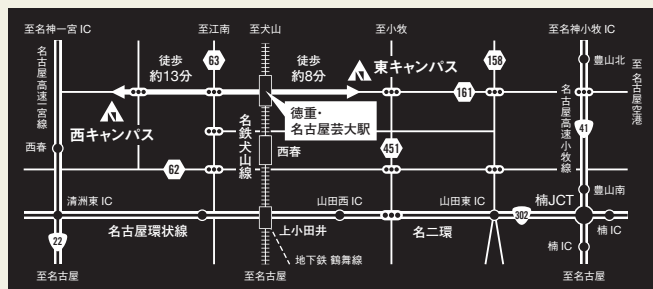 至名神一宮 IC
至江南
至犬山
至小牧
至名神小牧 IC
徒歩
約13分
63
徒歩
約8分
東キャンパス
158
豊山北
至名古屋空港
名古屋高速一宮線
161
徳重・
名古屋芸大駅
西キャンパス
名鉄犬山線
名古屋高速小牧線
41
西春
西春
451
62
豊山南
清洲東 IC
山田西 IC
山田東 IC
楠JCT
302
楠 IC
22
名古屋環状線
上小田井
名二環
楠 IC
地下鉄 鶴舞線
至名古屋
至名古屋
至名古屋